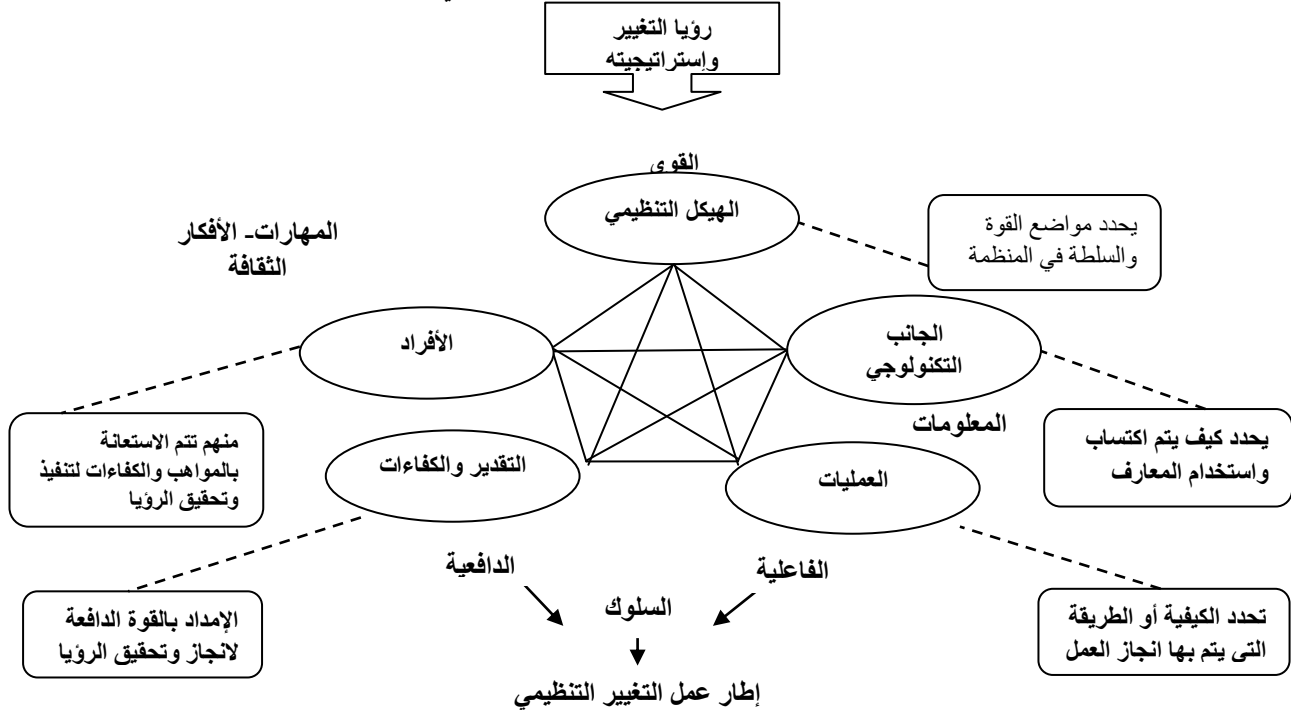 رؤيا التغيير
وإستراتيجيته
القوى
الهيكل التنظيمي
يحدد مواضع القوة
والسلطة في المنظمة
المهارات- الأفكار
الثقافة
الجانب
التكنولوجي
الأفراد
المعلومات
يحدد كيف يتم اكتساب
واستخدام المعارف
منهم تتم الاستعانة
بالمواهب والكفاءات لتنفيذ
وتحقيق الرؤيا
التقدير والكفاءات
العمليات
الدافعية
الفاعلية
السلوك
الإمداد بالقوة الدافعة
لانجاز وتحقيق الرؤيا
تحدد الكيفية أو الطريقة
التي يتم بها انجاز العمل
إطار عمل التغيير التنظيمي